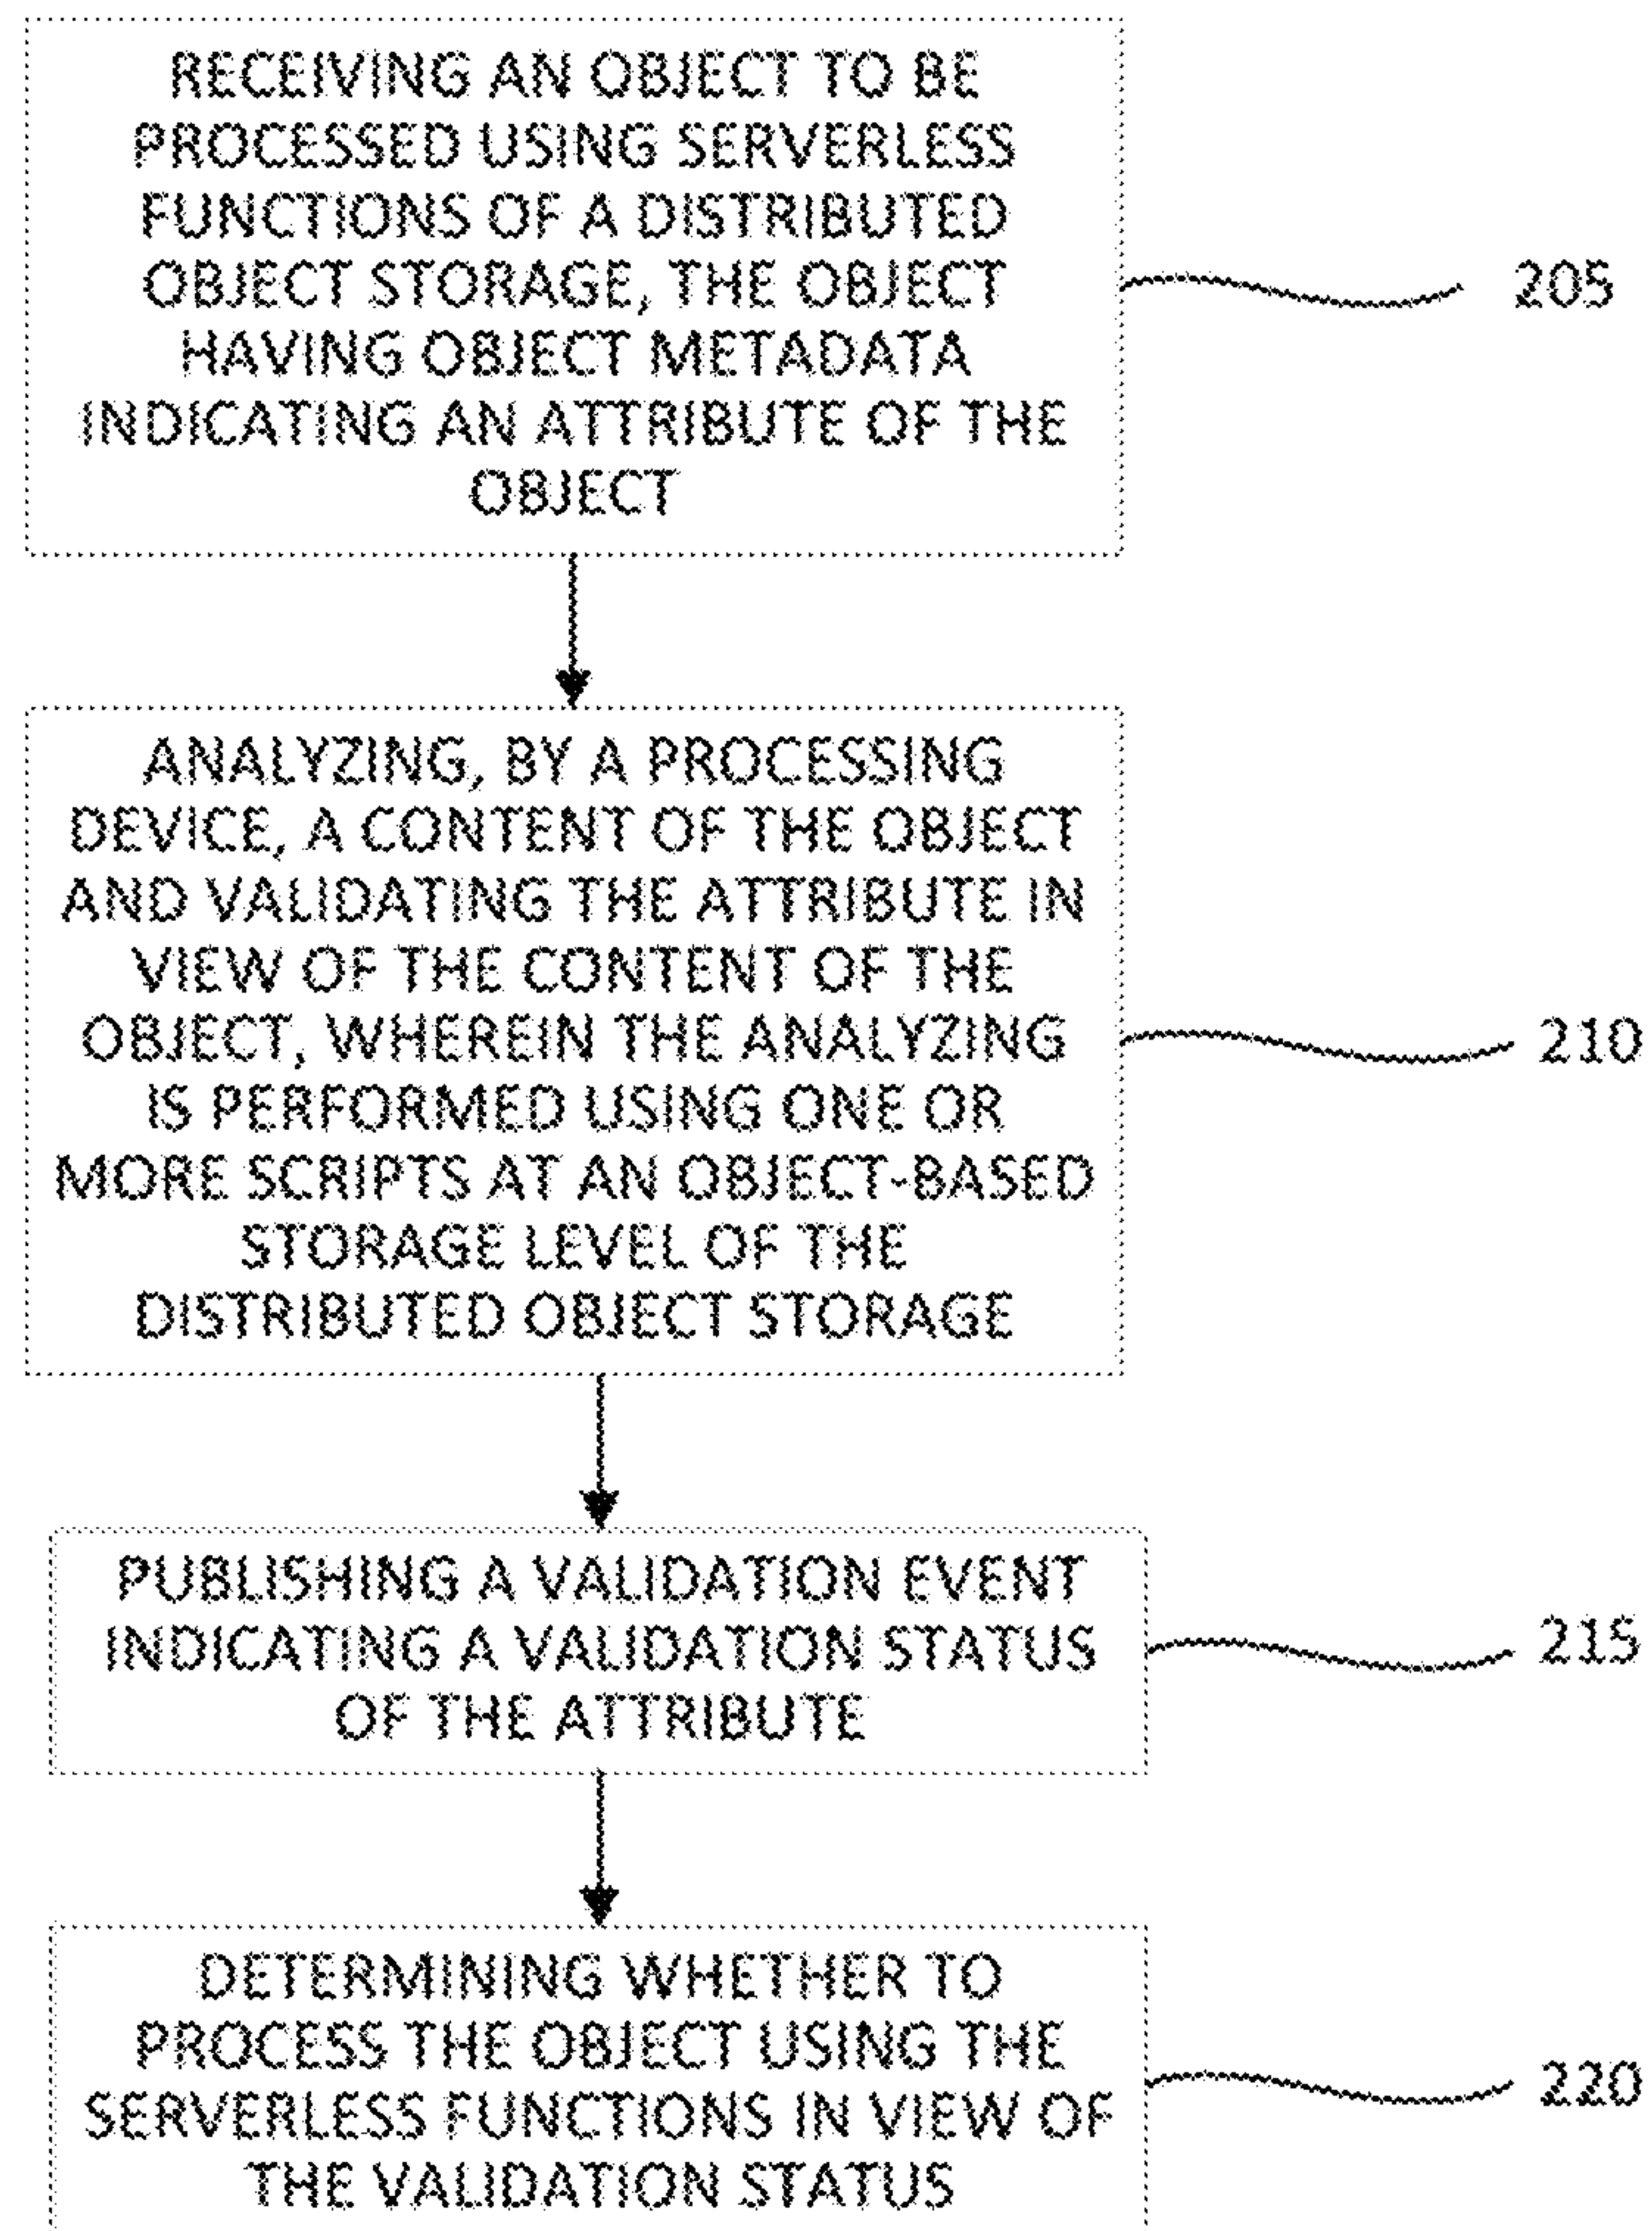 RECEIVING AN OBJECT TO BE
PROCESSED USING SERVERLESS
FUNCTIONS OF A DISTRIBUTED
OBJECT STORAGE, THE OBJECT
HAVING OBJECT METADATA
INDICATING AN ATTRIBUTE OF THE
OBJECT
205
ANALYZING, BY A PROCESSING
DEVICE, A CONTENT OF THE OBJECT
AND VALIDATING THE ATTRIBUTE IN
VIEW OF THE CONTENT OF THE
OBJECT, WHEREIN THE ANALYZING
IS PERFORMED USING ONE OR
MORE SCRIPTS AT AN OBJECT-BASED
STORAGE LEVEL OF THE
DISTRIBUTED OBJECT STORAGE
210
PUBLISHING A VALIDATION EVENT
INDICATING A VALIDATION STATUS
OF THE ATTRIBUTE
215
DETERMINING WHETHER TO
PROCESS THE OBJECT USING THE
SERVERLESS FUNCTIONS IN VIEW OF
THE VALIDATION STATUS
220